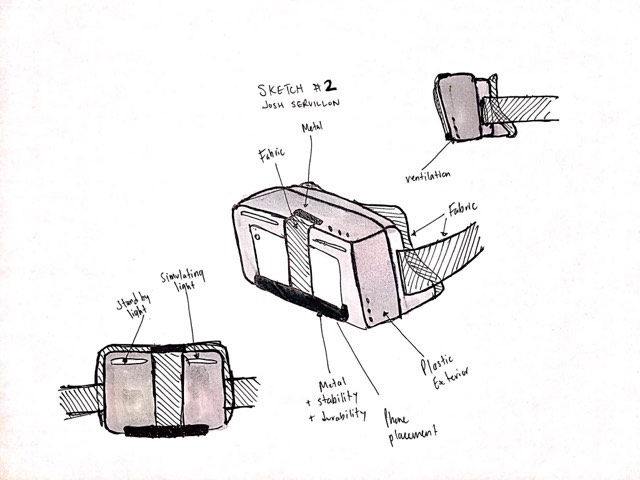 SKETCH #2
JOSH SERVILLON
Metal
Fabric
ventilation
Fabric
Simulating
light
Stand by
light
Plastic
Exterior
Metal
+ stability
+ durability
Phone
placement